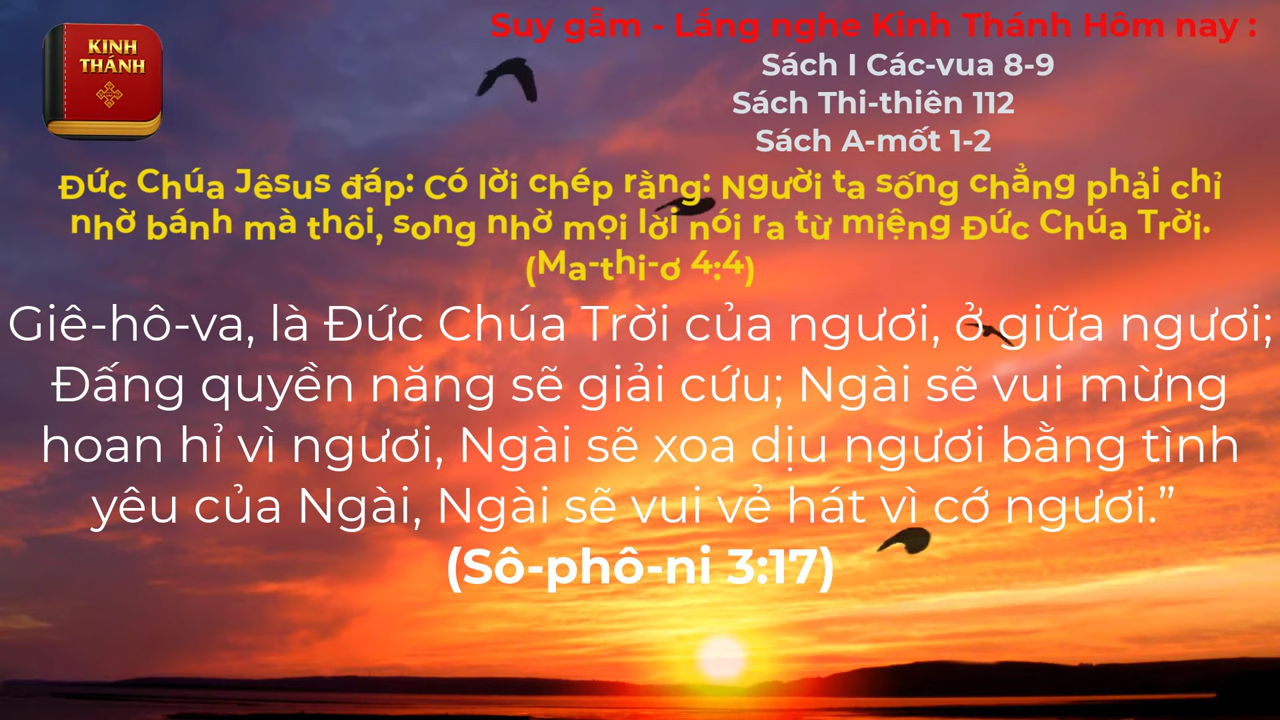 KINH
THÁNH
Suy gẫm - Lắng nghe Kinh Thánh Hôm nay :
Sách I Các-vua 8-9
Sách Thi-thiên 112
Sách A-mốt 1-2
Đức Chúa Jêsus đáp: Có lời chép rằng: Người ta sống chẳng phải chỉ
nhờ bánh mà thôi, song nhờ mọi lời nói ra từ miệng Đức Chúa Trời.
(Ma-thi-ơ 4:4)
Giê-hô-va, là Đức Chúa Trời của ngươi, ở giữa ngươi;
Đấng quyền năng sẽ giải cứu; Ngài sẽ vui mừng
hoan hỉ vì ngươi, Ngài sẽ xoa dịu ngươi bằng tình
yêu của Ngài, Ngài sẽ vui vẻ hát vì cớ ngươi.”
(Sô-phô-ni 3:17)